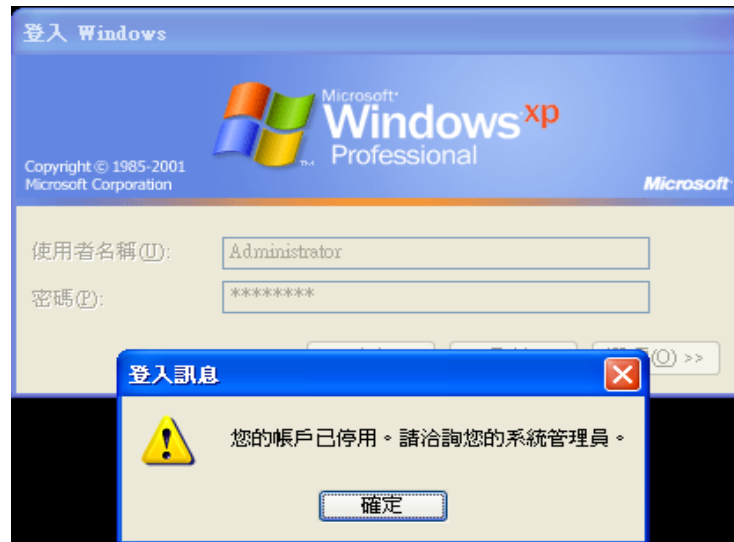 登入 Windows
Microsoft
Windows xp
Professional
TM
Copyright © 1985-2001
Microsoft Corporation
Microsoft
使用者名稱(U):
Administrator
密碼(P):
********
(O) >>
登入訊息
您的帳戶已停用。請洽詢您的系統管理員。
確定